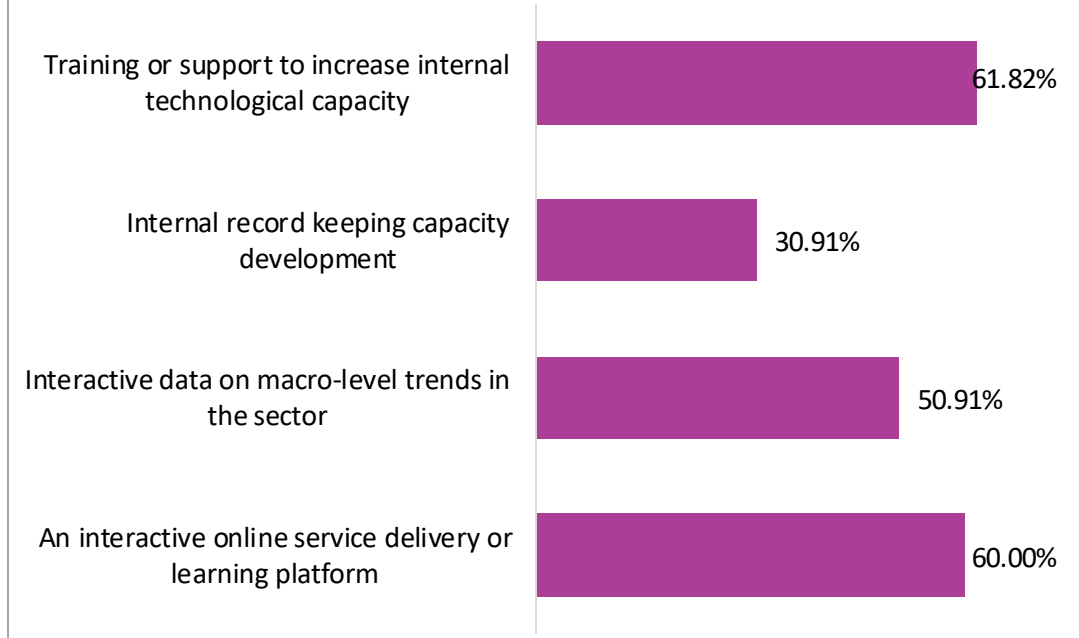 Training or support to increase internal
technological capacity
61.82%
Internal record keeping capacity
development
30.91%
Interactive data on macro-level trends in
the sector
50.91%
An interactive online service delivery or
learning platform
60.00%